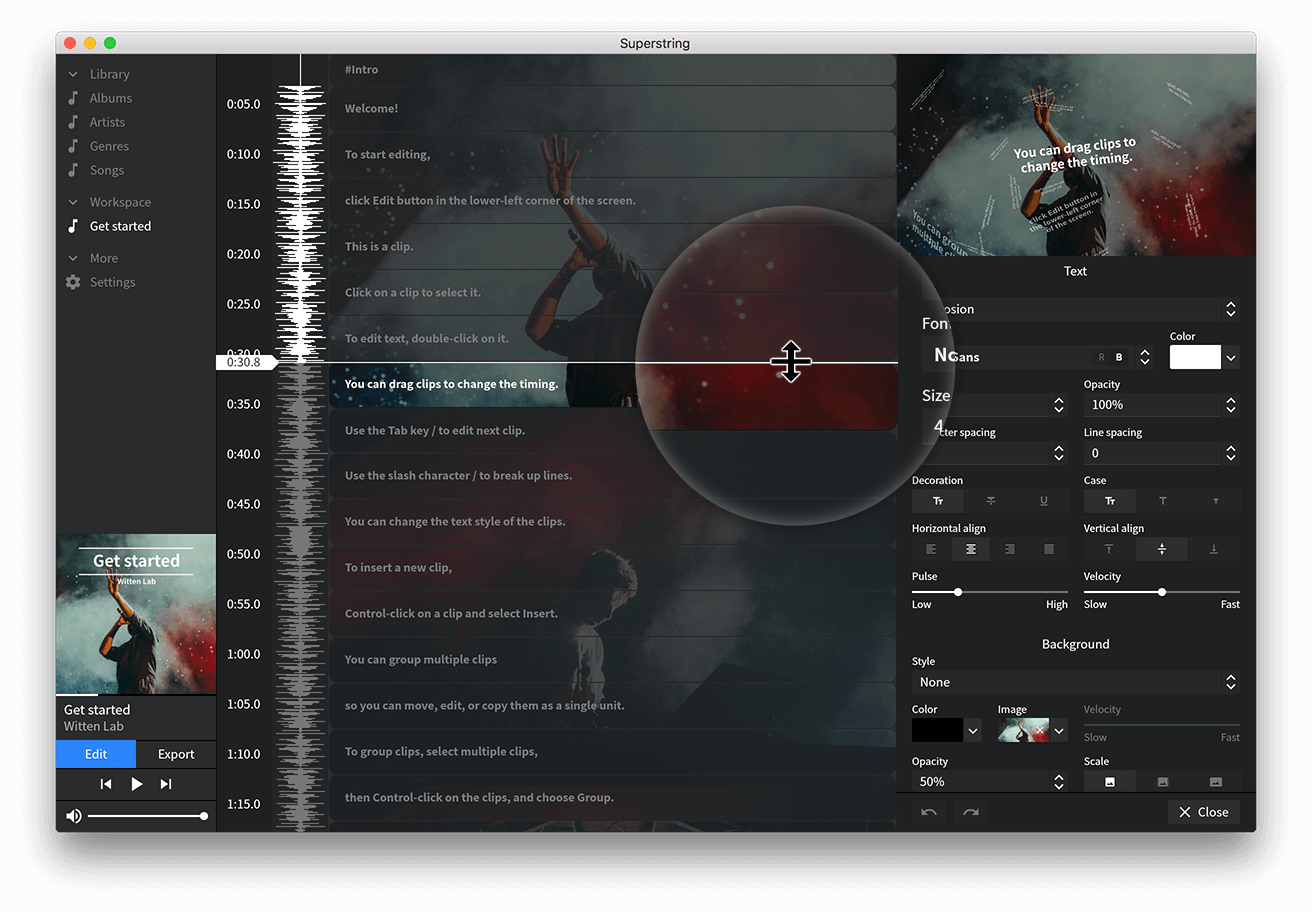 Superstring
Library
Albums
Artists
Genres
Songs
Workspace
Get started
More
Settings
Get started
Witten Lab
Get started
Witten Lab
Edit
Export
0:05.0
0:10.0
0:15.0
0:20.0
0:25.0
0:30.0
0:30.8
0:35.0
0:40.0
0:45.0
0:50.0
0:55.0
1:00.0
1:05.0
1:10.0
1:15.0
#Intro
Welcome!
To start editing,
click Edit button in the lower-left corner of the screen.
This is a clip.
Click on a clip to select it.
To edit text, double-click on it.
You can drag clips to change the timing.
Use the Tab key / to edit next clip.
Use the slash character / to break up lines.
You can change the text style of the clips.
To insert a new clip,
Control-click on a clip and select Insert.
You can group multiple clips
so you can move, edit, or copy them as a single unit.
To group clips, select multiple clips,
then Control-click on the clips, and choose Group.
You can drag clips to
change the timing.
Click Edit button in
the lower-left corner
of the screen.
You can group
multiple clips
Text
osion
Fon
Color
No Sans
R B
Size
Opacity
4
100%
cter spacing
Line spacing
0
Decoration
Case
Tr
T
U
Tr
T
T
Horizontal align
Vertical align
Pulse
Velocity
Low
High
Slow
Fast
Background
Style
None
Color
Image
Velocity
Slow
Fast
Opacity
Scale
50%
Close